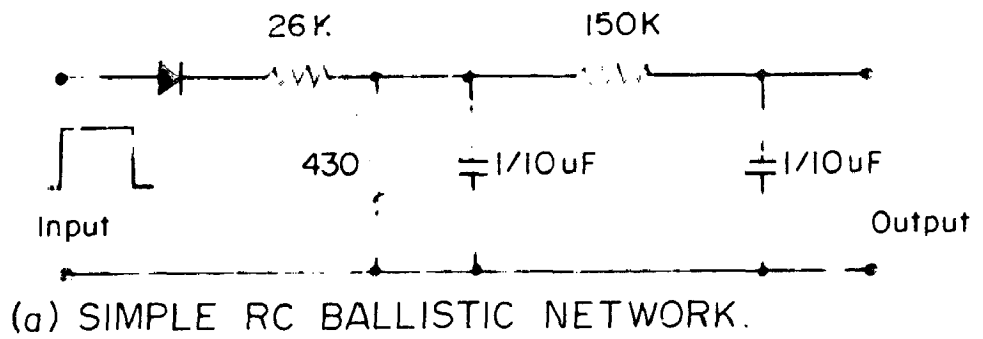 26K
150K
430
1/10uF
1/10uF
Input
Output
(a) SIMPLE RC BALLISTIC NETWORK.